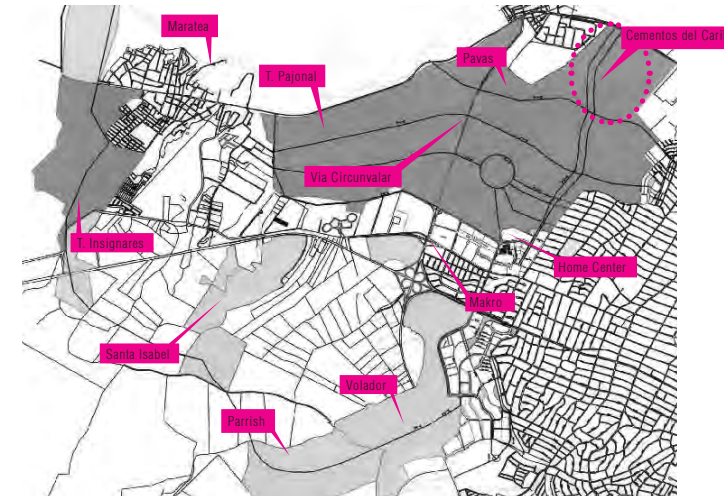 Maratea
Cementos del Cari
Pavas
T. Pajonal
Via Circunvalar
T. Insignares
Home Center
Makro
Santa Isabel
Volador
Parrish